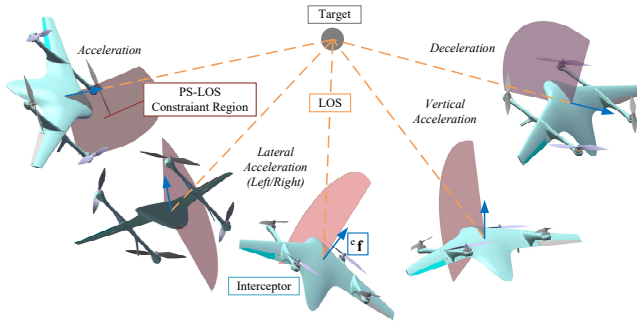 Target
Acceleration
Deceleration
PS-LOS
Constraiant Region
LOS
Vertical
Acceleration
Lateral
Acceleration
(Left/Right)
ᶜf
Interceptor